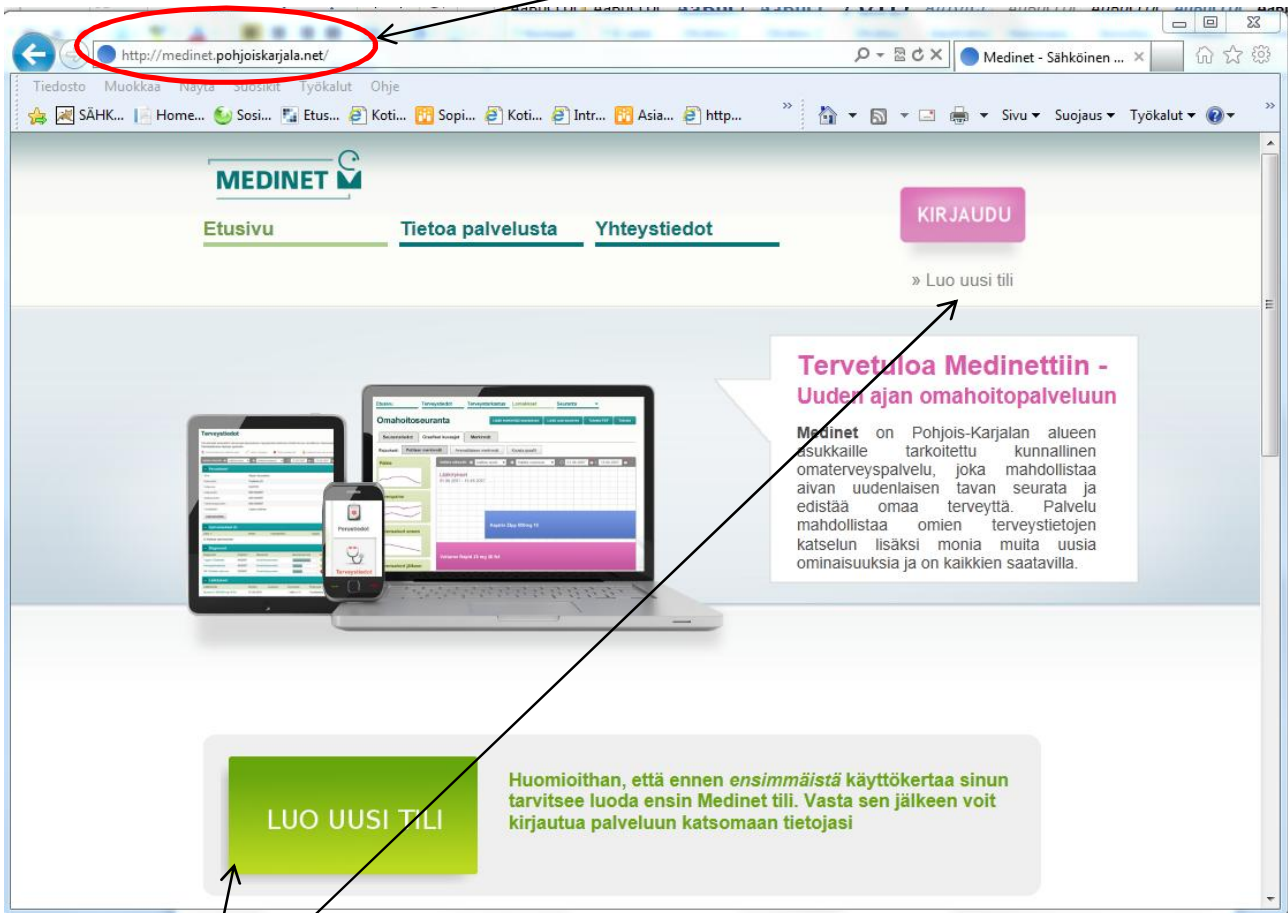 http://medinet.pohjoiskarjala.net/
Medinet - Sähköinen ...
Tiedosto Muokkaa Näytä Suosikit Työkalut Ohje
SÄHK... Home... Sosi... Etus... Koti... Sopi... Koti... Intr... Asia... http... Sivu Suojaus Työkalut
MEDINET
KIRJAUDU
Etusivu Tietoa palvelusta Yhteystiedot
» Luo uusi tili
Tervetuloa Medinettiin -
Uuden ajan omahoitopalveluun
Medinet on Pohjois-Karjalan alueen
asukkaille tarkoitettu kunnallinen
omaterveyspalvelu, joka mahdollistaa
aivan uudenlaisen tavan seurata ja
edistää omaa terveyttä. Palvelu
mahdollistaa omien terveystietojen
katselun lisäksi monia muita uusia
ominaisuuksia ja on kaikkien saatavilla.
Terveystiedot
Omahoitoseuranta
Perustiedot
Terveystiedot
LUO UUSI TILI
Huomioithan, että ennen ensimmäistä käyttökertaa sinun
tarvitsee luoda ensin Medinet tili. Vasta sen jälkeen voit
kirjautua palveluun katsomaan tietojasi